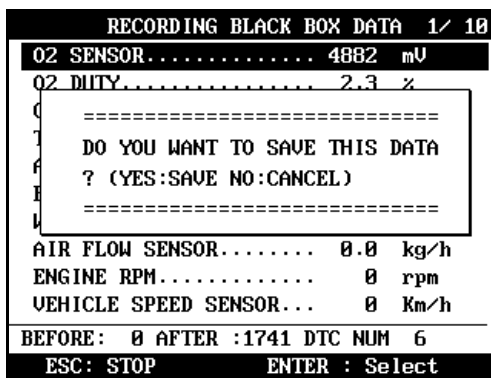 RECORDING BLACK BOX DATA 1/ 10
O2 SENSOR.............. 4882 mV
O2 DUTY................ 2.3 %
==============================
DO YOU WANT TO SAVE THIS DATA
? (YES:SAVE NO:CANCEL)
==============================
AIR FLOW SENSOR........ 0.0 kg/h
ENGINE RPM............. 0 rpm
VEHICLE SPEED SENSOR... 0 Km/h
BEFORE: 0 AFTER :1741 DTC NUM 6
ESC: STOP ENTER : Select